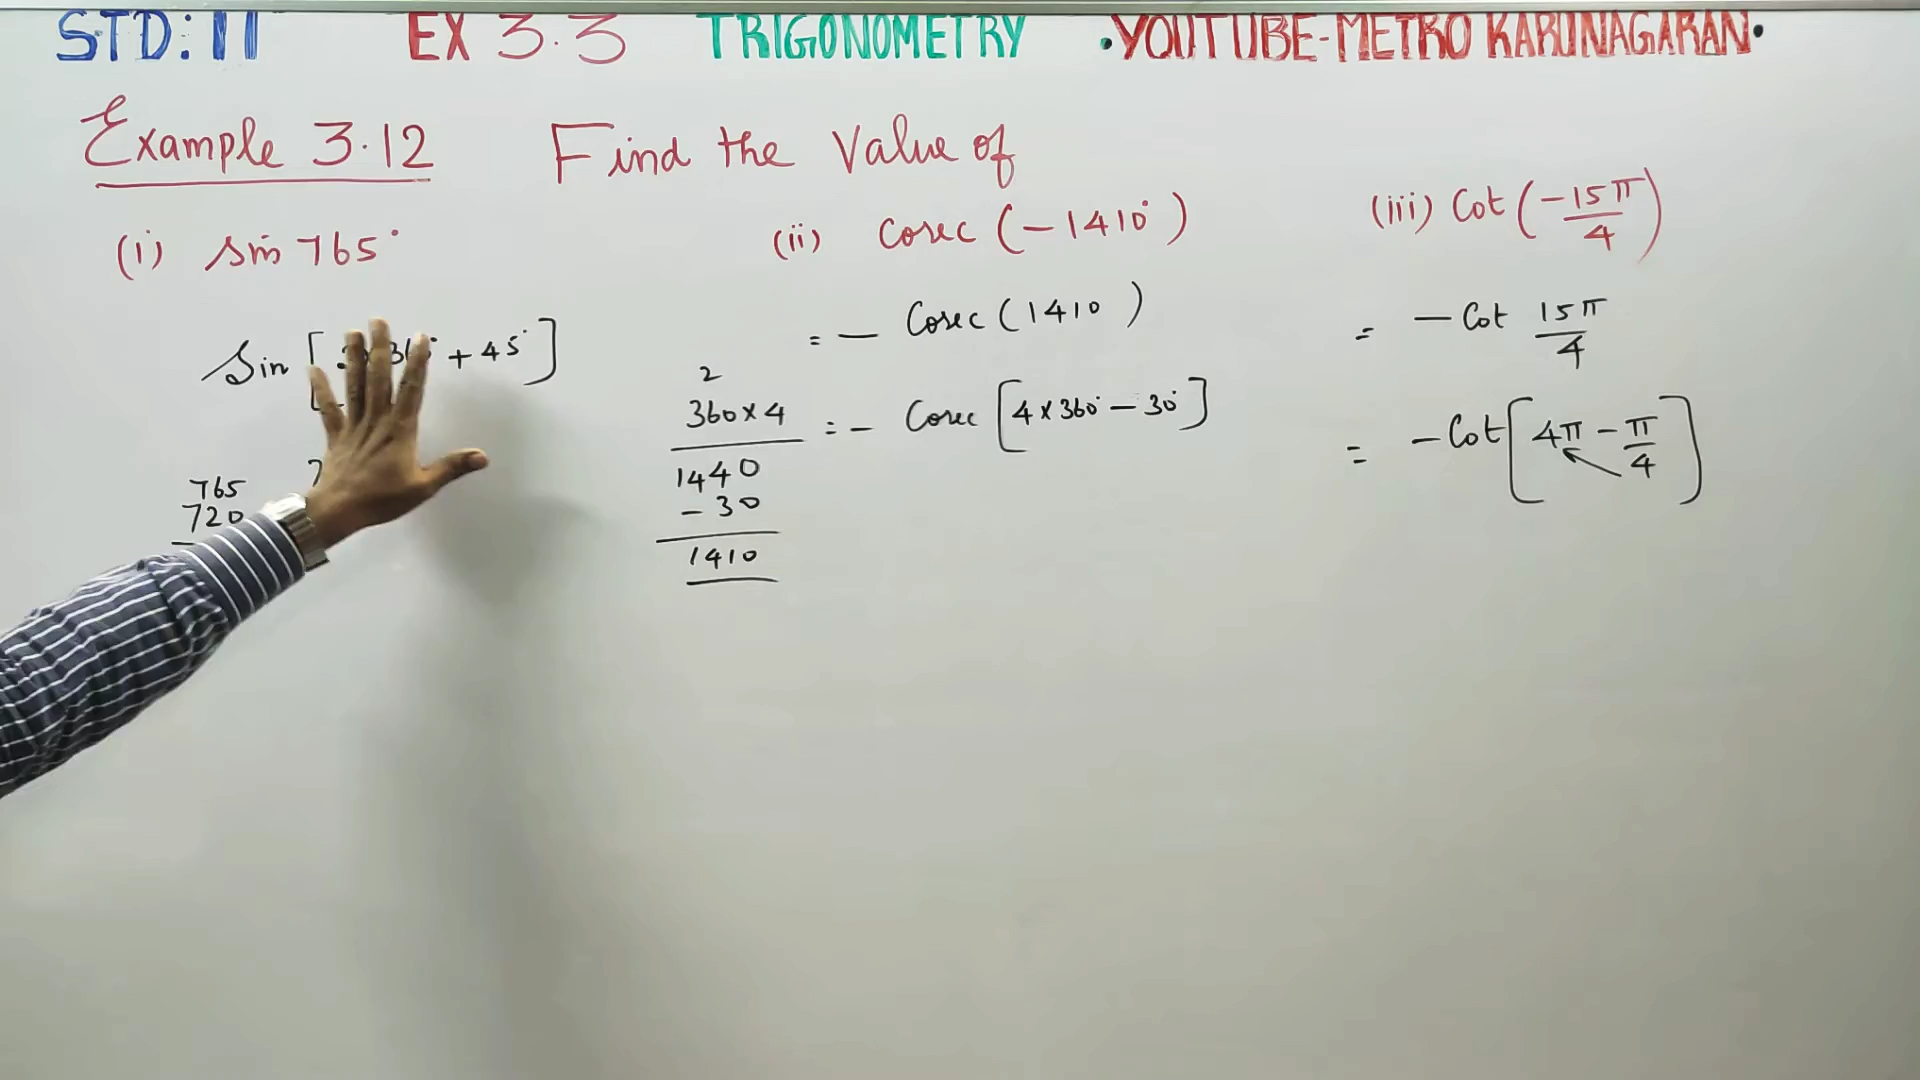 STD: 11 EX 3.3 TRIGONOMETRY •YOUTUBE-METRO KARUNAGARAN•
Example 3.12 Find the Value of
(i) sin 765°
Sin [ 36 ° + 45° ]
765
720
(ii) Cosec (-1410°)
= - Cosec (1410 )
2
360 × 4
1440
- 30
1410
= - Cosec [4 × 360° - 30°]
(iii) Cot (-15π/4)
= - Cot 15π/4
= - Cot [4π - π/4]